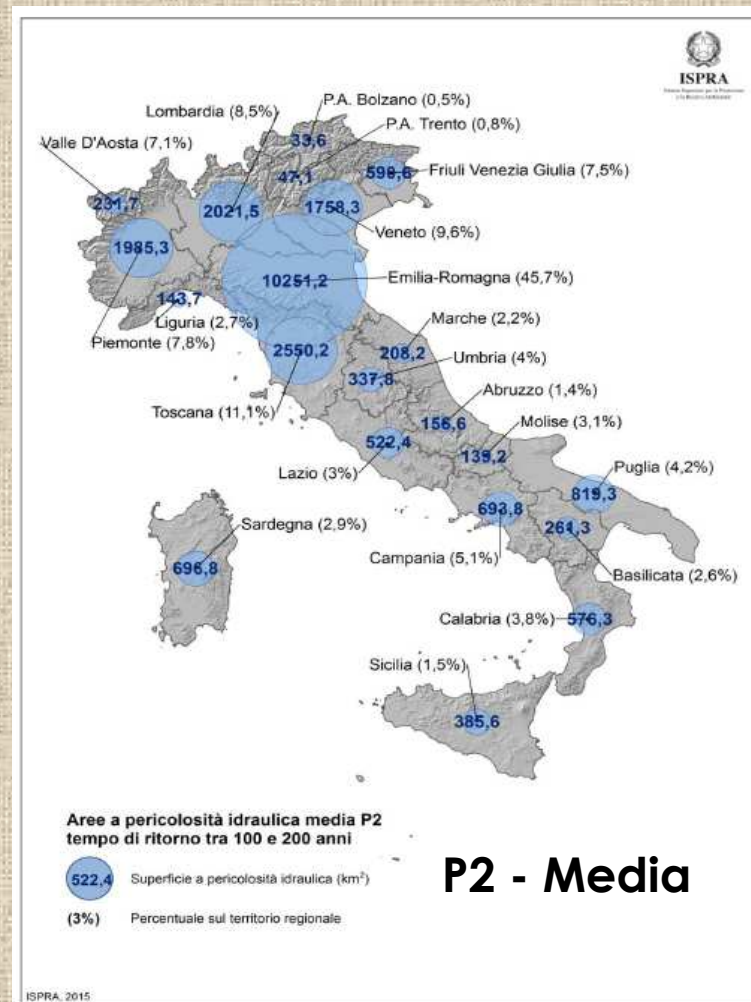 ISPRA
Lombardia (8,5%)
P.A. Bolzano (0,5%)
P.A. Trento (0,8%)
Valle D'Aosta (7,1%)
33,6
47,1
Friuli Venezia Giulia (7,5%)
231,7
2021,5
1758,3
Veneto (9,6%)
1985,3
10251,2
Emilia-Romagna (45,7%)
143,7
Liguria (2,7%)
Piemonte (7,8%)
Marche (2,2%)
2550,2
208,2
Umbria (4%)
337,8
Abruzzo (1,4%)
Toscana (11,1%)
156,6
Molise (3,1%)
522,4
139,2
Lazio (3%)
Puglia (4,2%)
819,3
693,8
Sardegna (2,9%)
261,3
696,8
Campania (5,1%)
Basilicata (2,6%)
Calabria (3,8%)
576,3
Sicilia (1,5%)
385,6
Aree a pericolosità idraulica media P2
tempo di ritorno tra 100 e 200 anni
522,4 Superficie a pericolosità idraulica (km²)
(3%) Percentuale sul territorio regionale
P2 - Media
ISPRA, 2015